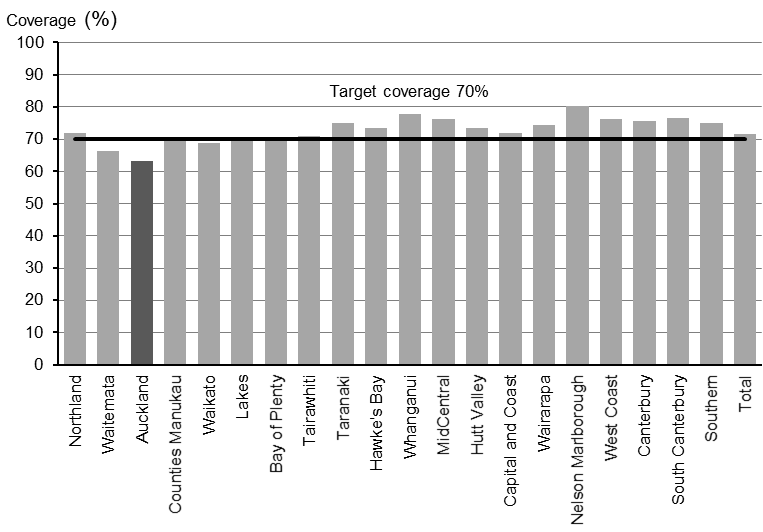 Coverage (%)
100
90
80
70
60
50
40
30
20
10
0
Target coverage 70%
Northland
Waitemata
Auckland
Counties Manukau
Waikato
Lakes
Bay of Plenty
Tairawhiti
Taranaki
Hawke's Bay
Whanganui
MidCentral
Hutt Valley
Capital and Coast
Wairarapa
Nelson Marlborough
West Coast
Canterbury
South Canterbury
Southern
Total